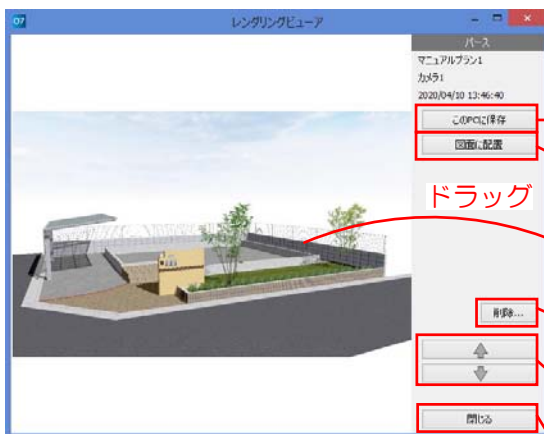 O7
レンダリングビューア
パース
マニュアルプラン1
カメラ1
2020/04/10 13:46:40
このPCに保存
図面に配置
ドラッグ
削除...
閉じる